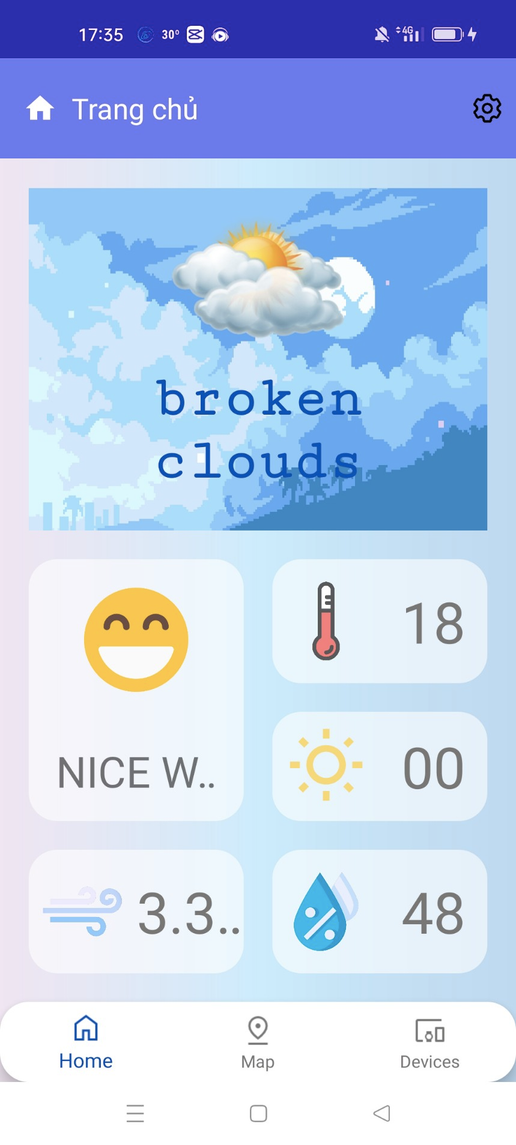 17:35 30° 4G
Trang chủ
broken
clouds
NICE W..
18
00
3.3..
48
Home Map Devices